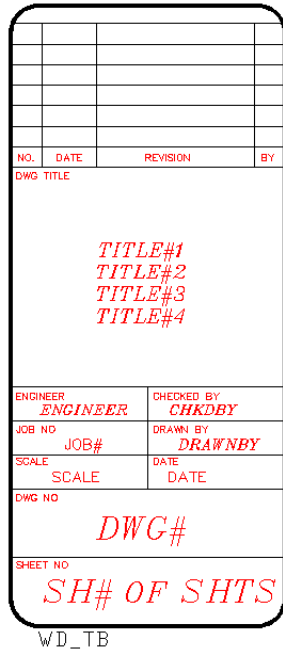 NO. DATE REVISION BY
DWG TITLE
TITLE#1
TITLE#2
TITLE#3
TITLE#4
ENGINEER CHECKED BY
ENGINEER CHKDBY
JOB NO DRAWN BY
JOB# DRAWNBY
SCALE DATE
SCALE DATE
DWG NO
DWG#
SHEET NO
SH# OF SHTS
WD_TB